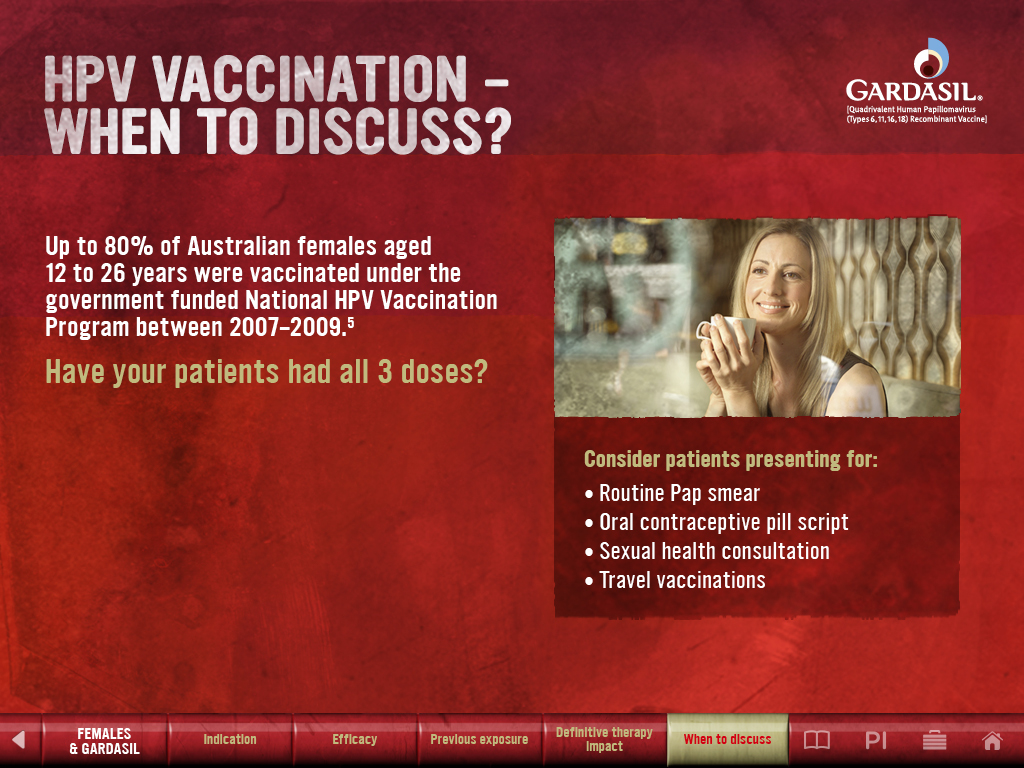 HPV VACCINATION –
WHEN TO DISCUSS?
GARDASIL®
[Quadrivalent Human Papillomavirus
(Types 6, 11, 16, 18) Recombinant Vaccine]
Up to 80% of Australian females aged
12 to 26 years were vaccinated under the
government funded National HPV Vaccination
Program between 2007–2009.⁵
Have your patients had all 3 doses?
Consider patients presenting for:
• Routine Pap smear
• Oral contraceptive pill script
• Sexual health consultation
• Travel vaccinations
FEMALES
& GARDASIL
Indication
Efficacy
Previous exposure
Definitive therapy
impact
When to discuss
PI